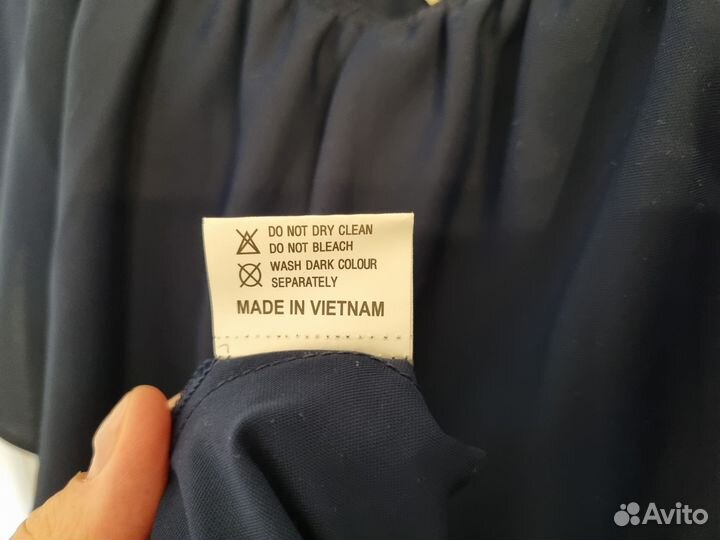 DO NOT DRY CLEAN
DO NOT BLEACH
WASH DARK COLOUR
SEPARATELY
MADE IN VIETNAM
Avito